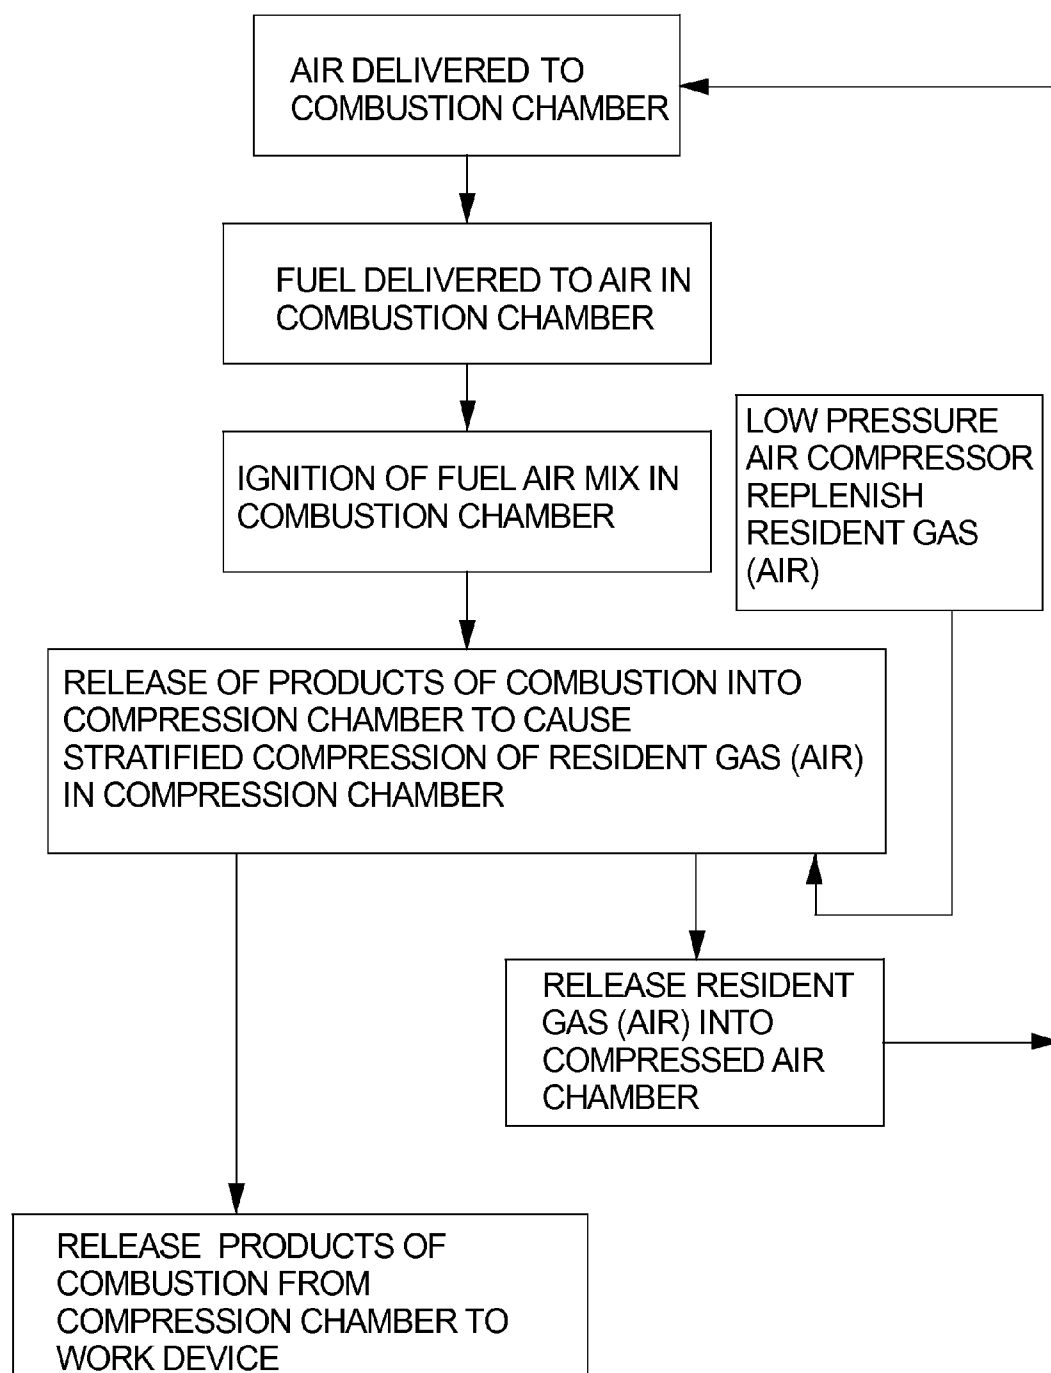 AIR DELIVERED TO
COMBUSTION CHAMBER
FUEL DELIVERED TO AIR IN
COMBUSTION CHAMBER
IGNITION OF FUEL AIR MIX IN
COMBUSTION CHAMBER
LOW PRESSURE
AIR COMPRESSOR
REPLENISH
RESIDENT GAS
(AIR)
RELEASE OF PRODUCTS OF COMBUSTION INTO
COMPRESSION CHAMBER TO CAUSE
STRATIFIED COMPRESSION OF RESIDENT GAS (AIR)
IN COMPRESSION CHAMBER
RELEASE RESIDENT
GAS (AIR) INTO
COMPRESSED AIR
CHAMBER
RELEASE PRODUCTS OF
COMBUSTION FROM
COMPRESSION CHAMBER TO
WORK DEVICE